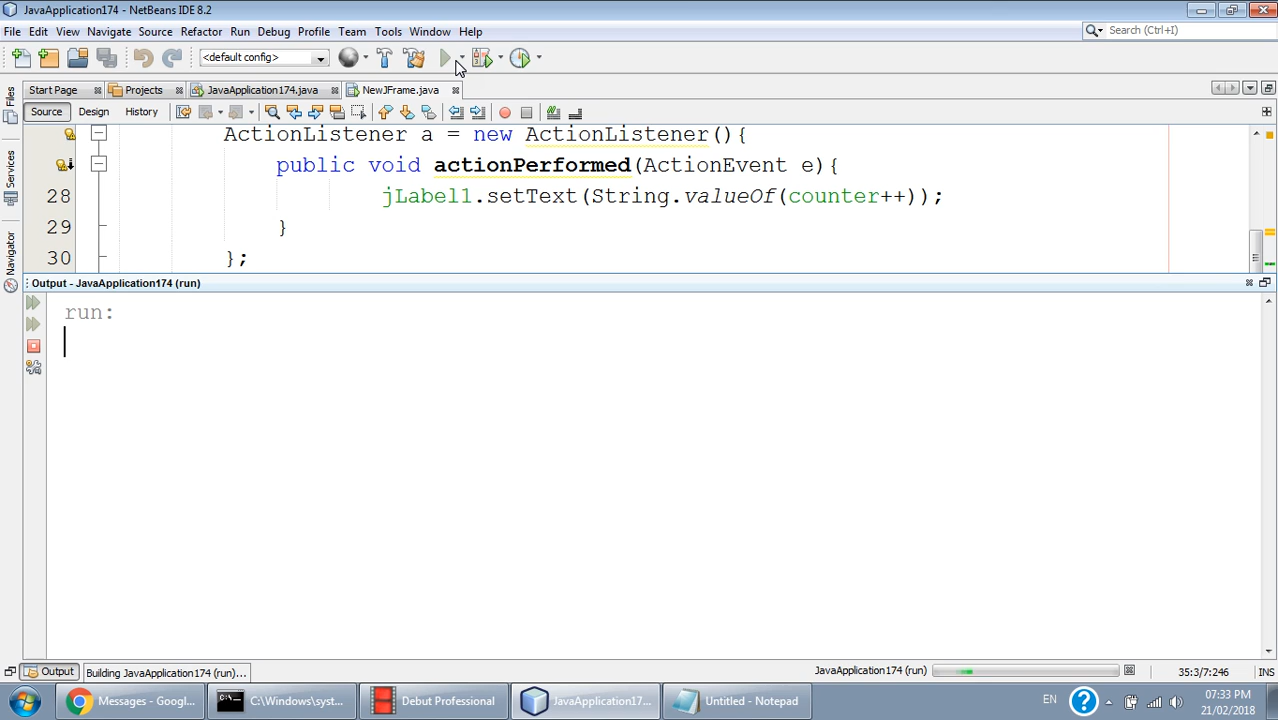 JavaApplication174 - NetBeans IDE 8.2
File Edit View Navigate Source Refactor Run Debug Profile Team Tools Window Help
Search (Ctrl+I)
<default config>
Start Page Projects JavaApplication174.java NewJFrame.java
Source Design History
Files
Services
Navigator
ActionListener a = new ActionListener(){
public void actionPerformed(ActionEvent e){
28 jLabel1.setText(String.valueOf(counter++));
29 }
30 };
Output - JavaApplication174 (run)
run:
Output Building JavaApplication174 (run)... JavaApplication174 (run) 35:3/7:246 INS
Messages - Googl... C:\Windows\syst... Debut Professional JavaApplication17... Untitled - Notepad EN 07:33 PM
21/02/2018